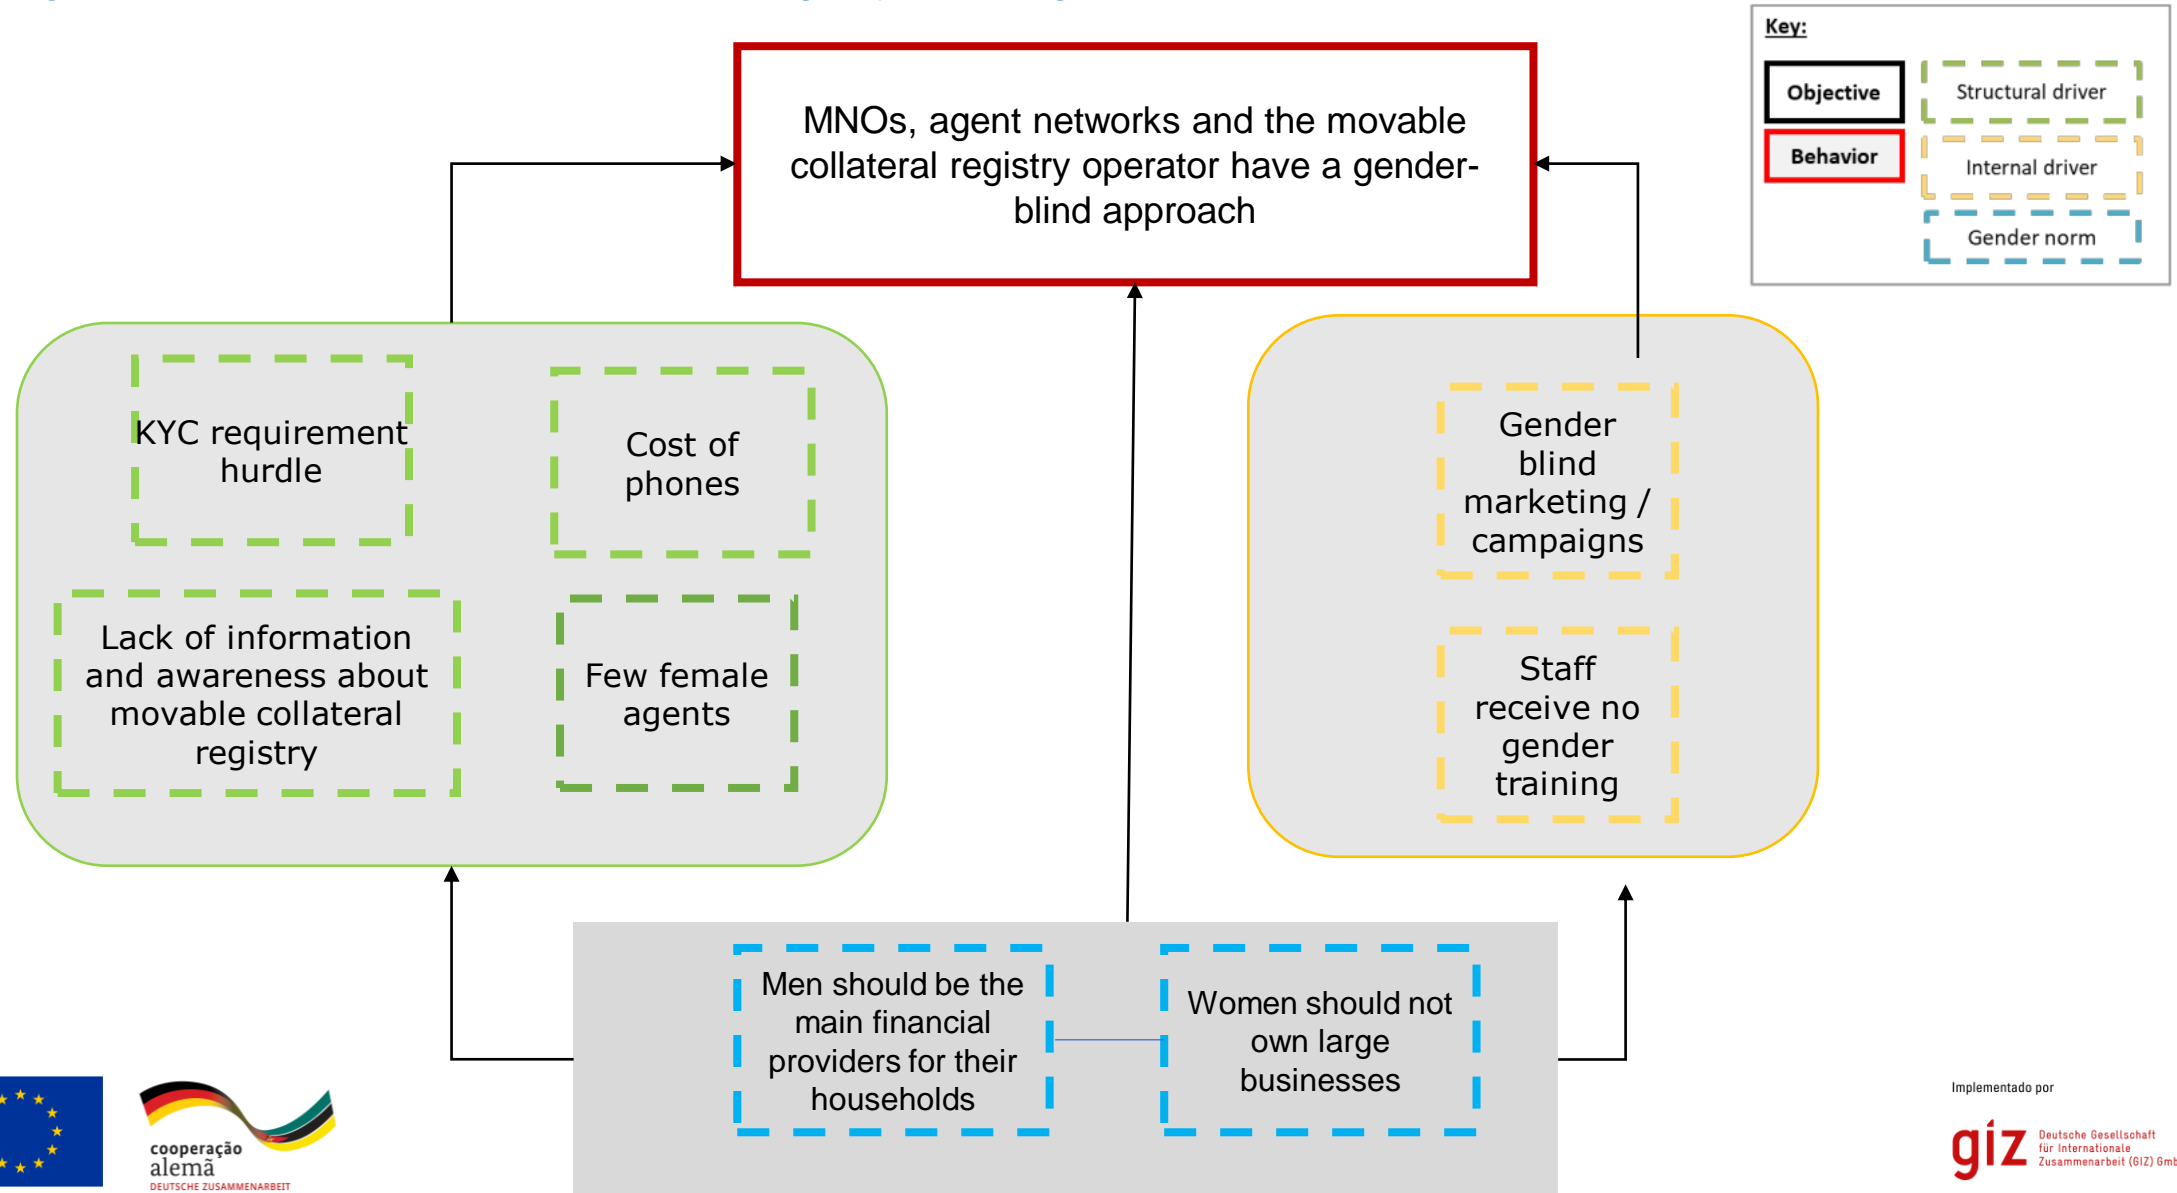 Key:
Objective
Structural driver
Behavior
Internal driver
Gender norm
MNOs, agent networks and the movable
collateral registry operator have a gender-
blind approach
KYC requirement
hurdle
Cost of
phones
Lack of information
and awareness about
movable collateral
registry
Few female
agents
Gender
blind
marketing /
campaigns
Staff
receive no
gender
training
Men should be the
main financial
providers for their
households
Women should not
own large
businesses
cooperação
alemã
DEUTSCHE ZUSAMMENARBEIT
Implementado por
giz
Deutsche Gesellschaft
für Internationale
Zusammenarbeit (GIZ)